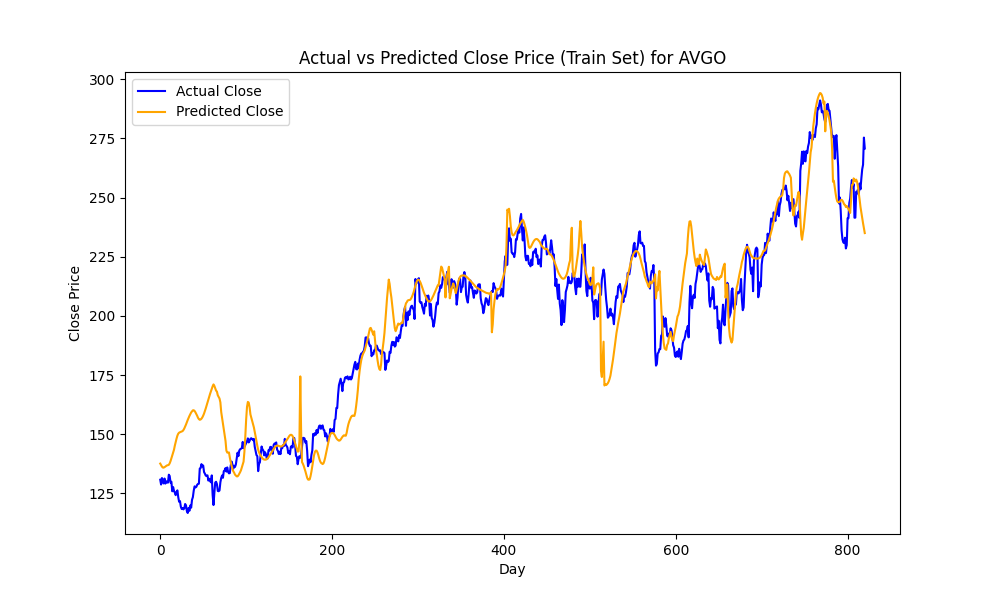 Actual vs Predicted Close Price (Train Set) for AVGO
Actual Close
Predicted Close
300
275
250
225
200
175
150
125
Close Price
0
200
400
600
800
Day